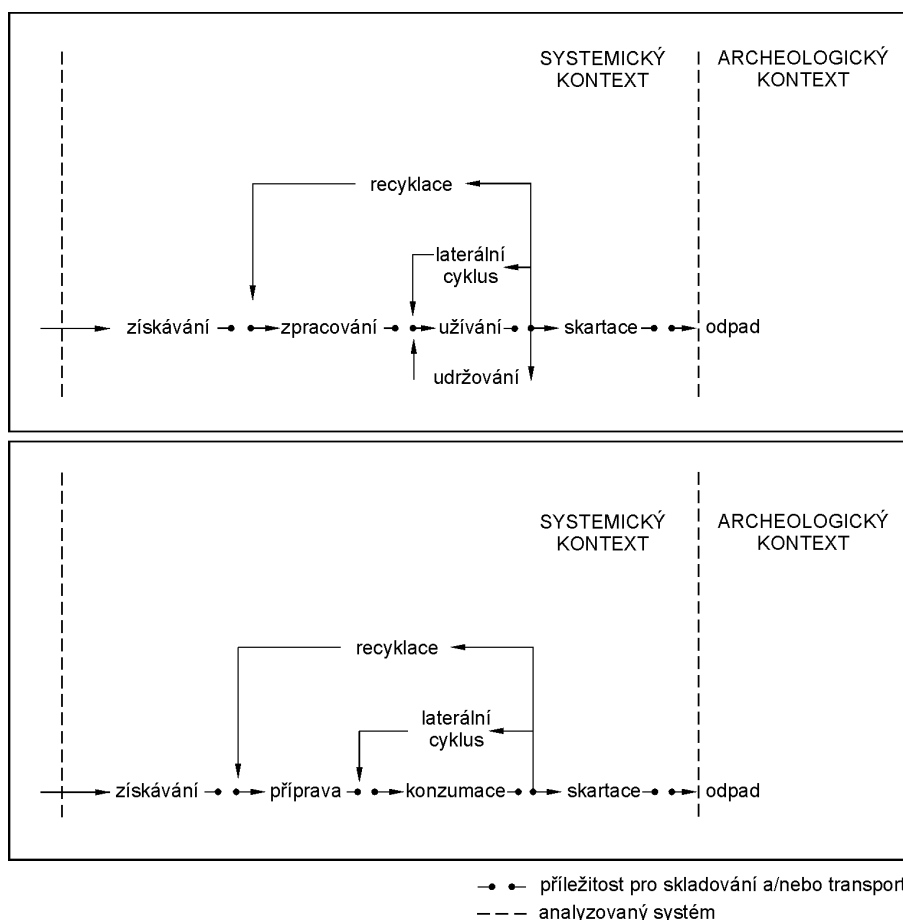 SYSTEMICKÝ
KONTEXT
ARCHEOLOGICKÝ
KONTEXT
recyklace
laterální
cyklus
získávání zpracování užívání skartace odpad
udržování
SYSTEMICKÝ
KONTEXT
ARCHEOLOGICKÝ
KONTEXT
recyklace
laterální
cyklus
získávání příprava konzumace skartace odpad
příležitost pro skladování a/nebo transport
analyzovaný systém